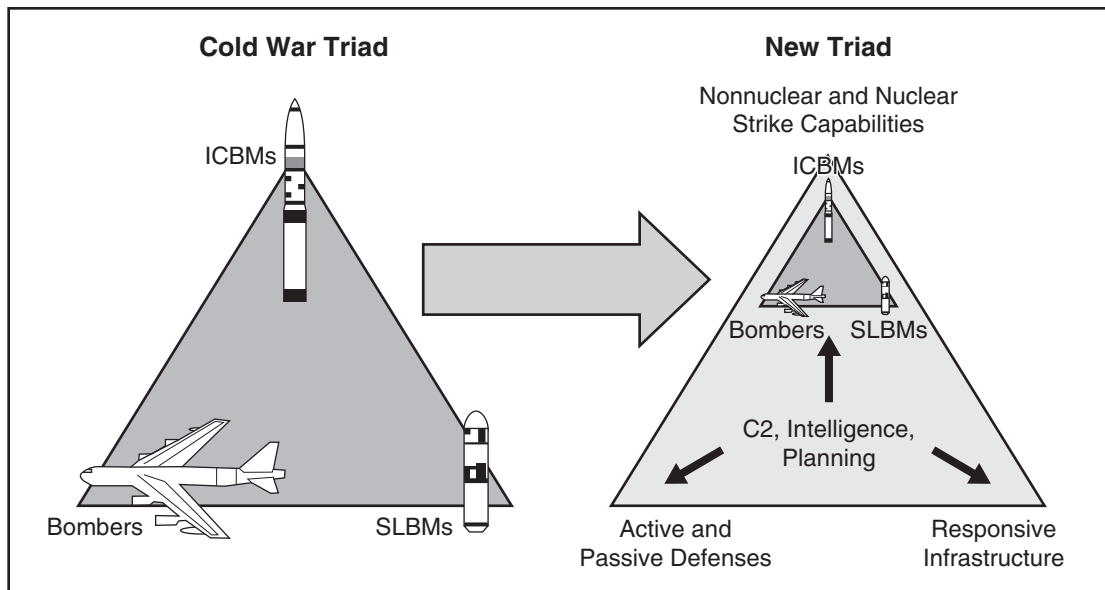 Cold War Triad
ICBMs
Bombers
SLBMs
New Triad
Nonnuclear and Nuclear
Strike Capabilities
ICBMs
Bombers
SLBMs
C2, Intelligence,
Planning
Active and
Passive Defenses
Responsive
Infrastructure